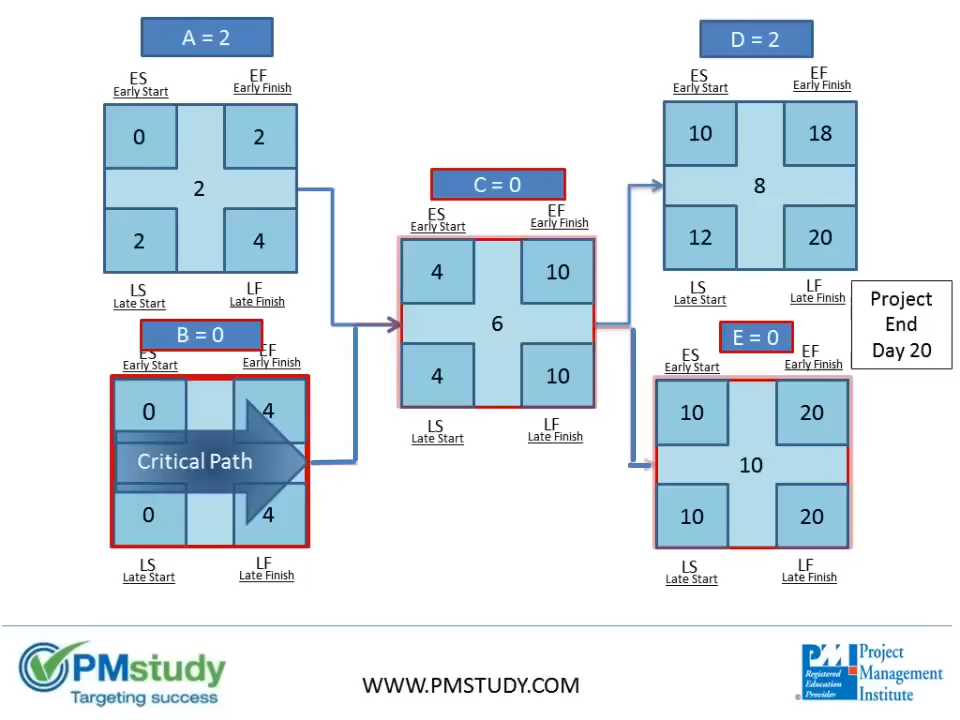 A = 2
ES
Early Start
EF
Early Finish
0
2
2
2
4
LS
Late Start
LF
Late Finish
B = 0
ES
Early Start
EF
Early Finish
0
4
Critical Path
0
4
LS
Late Start
LF
Late Finish
C = 0
ES
Early Start
EF
Early Finish
4
10
6
4
10
LS
Late Start
LF
Late Finish
D = 2
ES
Early Start
EF
Early Finish
10
18
8
12
20
LS
Late Start
LF
Late Finish
Project
End
Day 20
E = 0
ES
Early Start
EF
Early Finish
10
20
10
10
20
LS
Late Start
LF
Late Finish
PMstudy
Targeting success
WWW.PMSTUDY.COM
PMI
Registered
Education
Provider
®
Project
Management
Institute